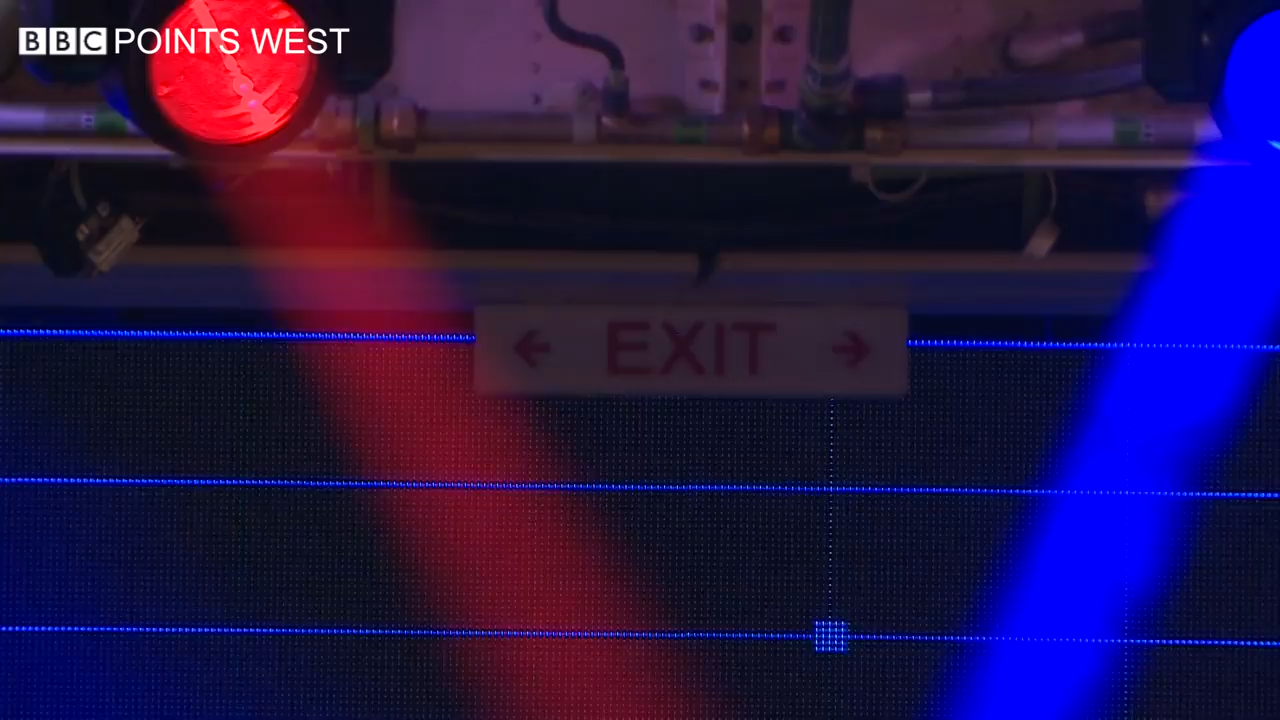 BBC POINTS WEST
← EXIT →